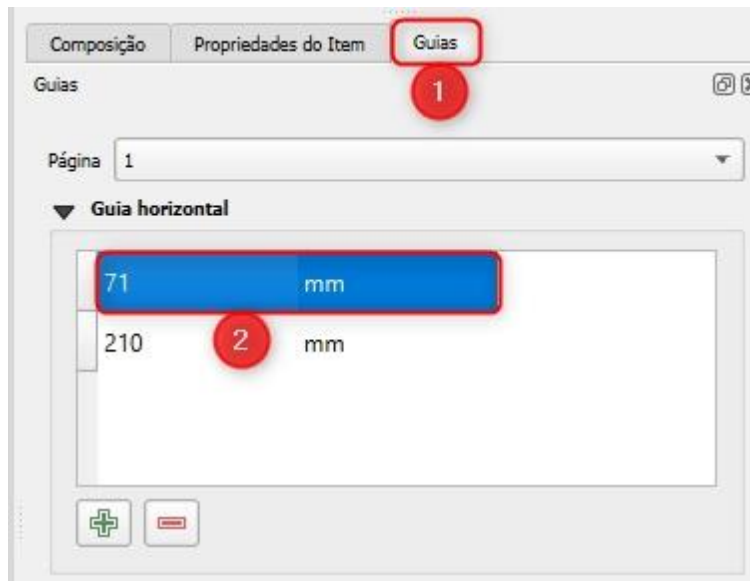 Composição Propriedades do Item Guias
1
Guias
Página 1
Guia horizontal
71 mm
2
210 mm